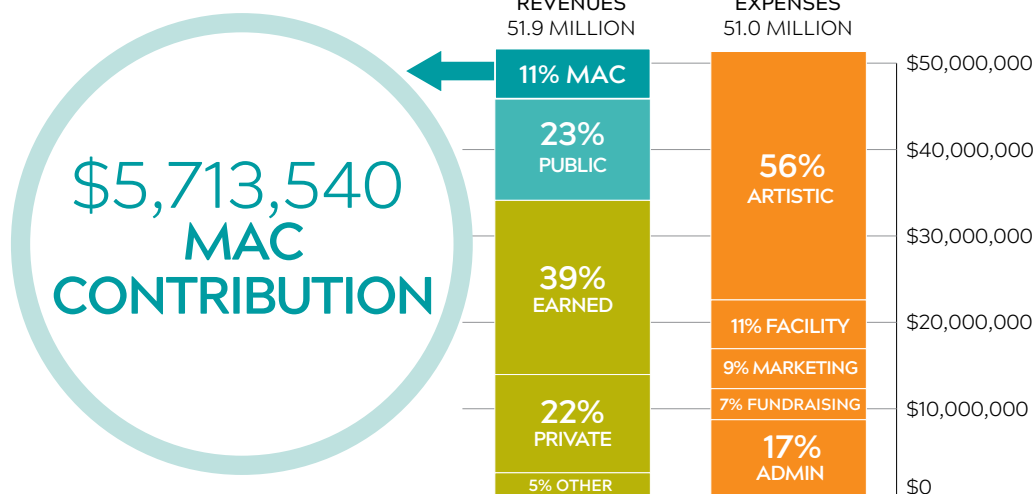 $5,713,540
MAC
CONTRIBUTION
REVENUES
51.9 MILLION
11% MAC
23%
PUBLIC
39%
EARNED
22%
PRIVATE
5% OTHER
EXPENSES
51.0 MILLION
56%
ARTISTIC
11% FACILITY
9% MARKETING
7% FUNDRAISING
17%
ADMIN
$50,000,000
$40,000,000
$30,000,000
$20,000,000
$10,000,000
$0